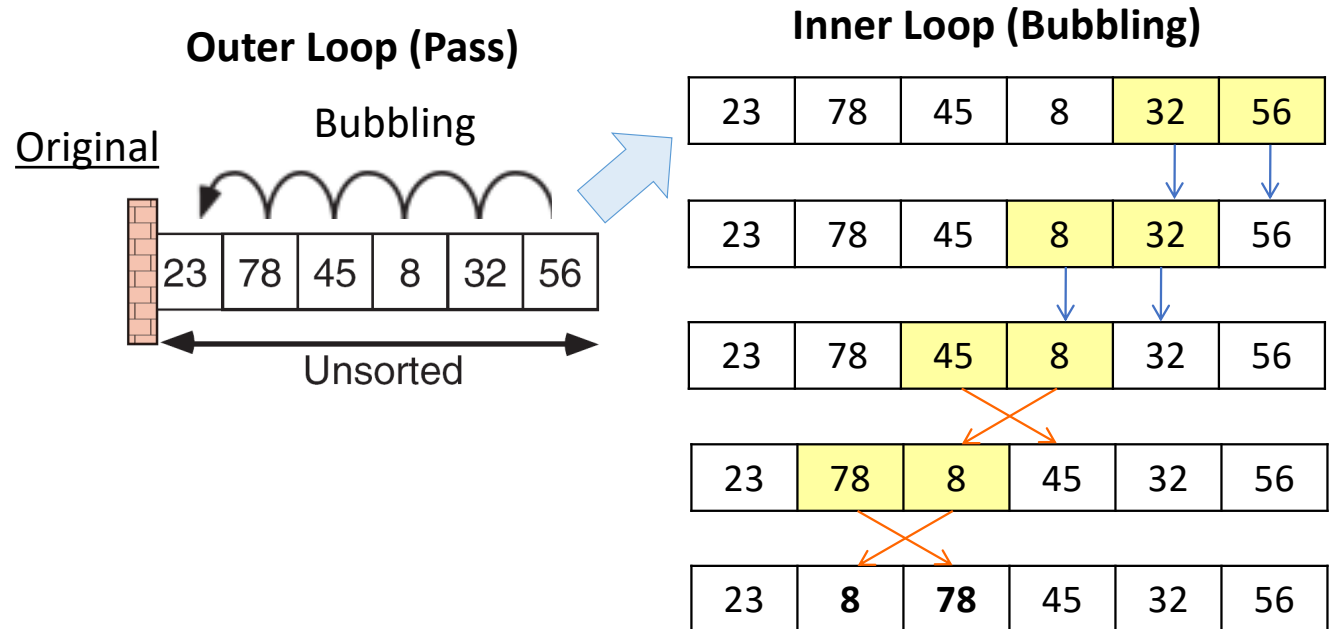 Outer Loop (Pass)
Original
Bubbling
23 78 45 8 32 56
Unsorted
Inner Loop (Bubbling)
23 78 45 8 32 56
23 78 45 8 32 56
23 78 45 8 32 56
23 78 8 45 32 56
23 8 78 45 32 56